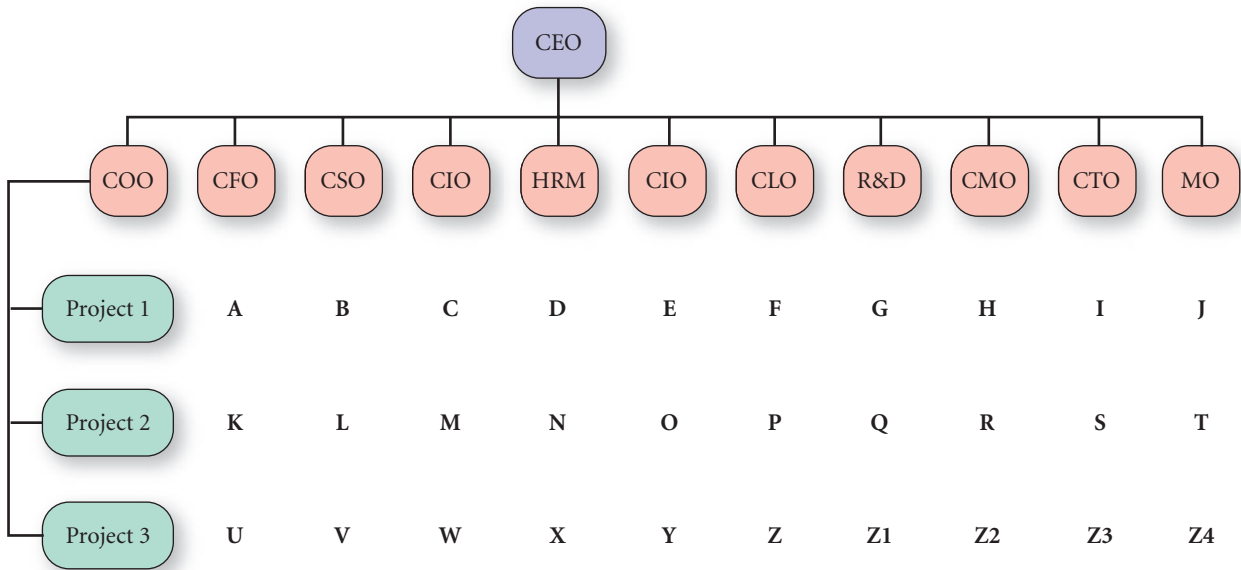 CEO
COO CFO CSO CIO HRM CIO CLO R&D CMO CTO MO
Project 1 A B C D E F G H I J
Project 2 K L M N O P Q R S T
Project 3 U V W X Y Z Z1 Z2 Z3 Z4